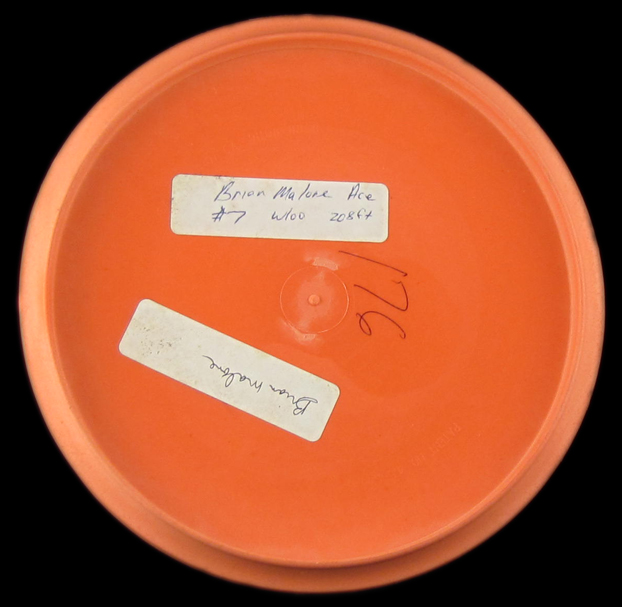 Brian Malone Ace
#7 W100 208ft
176
Brian Malone